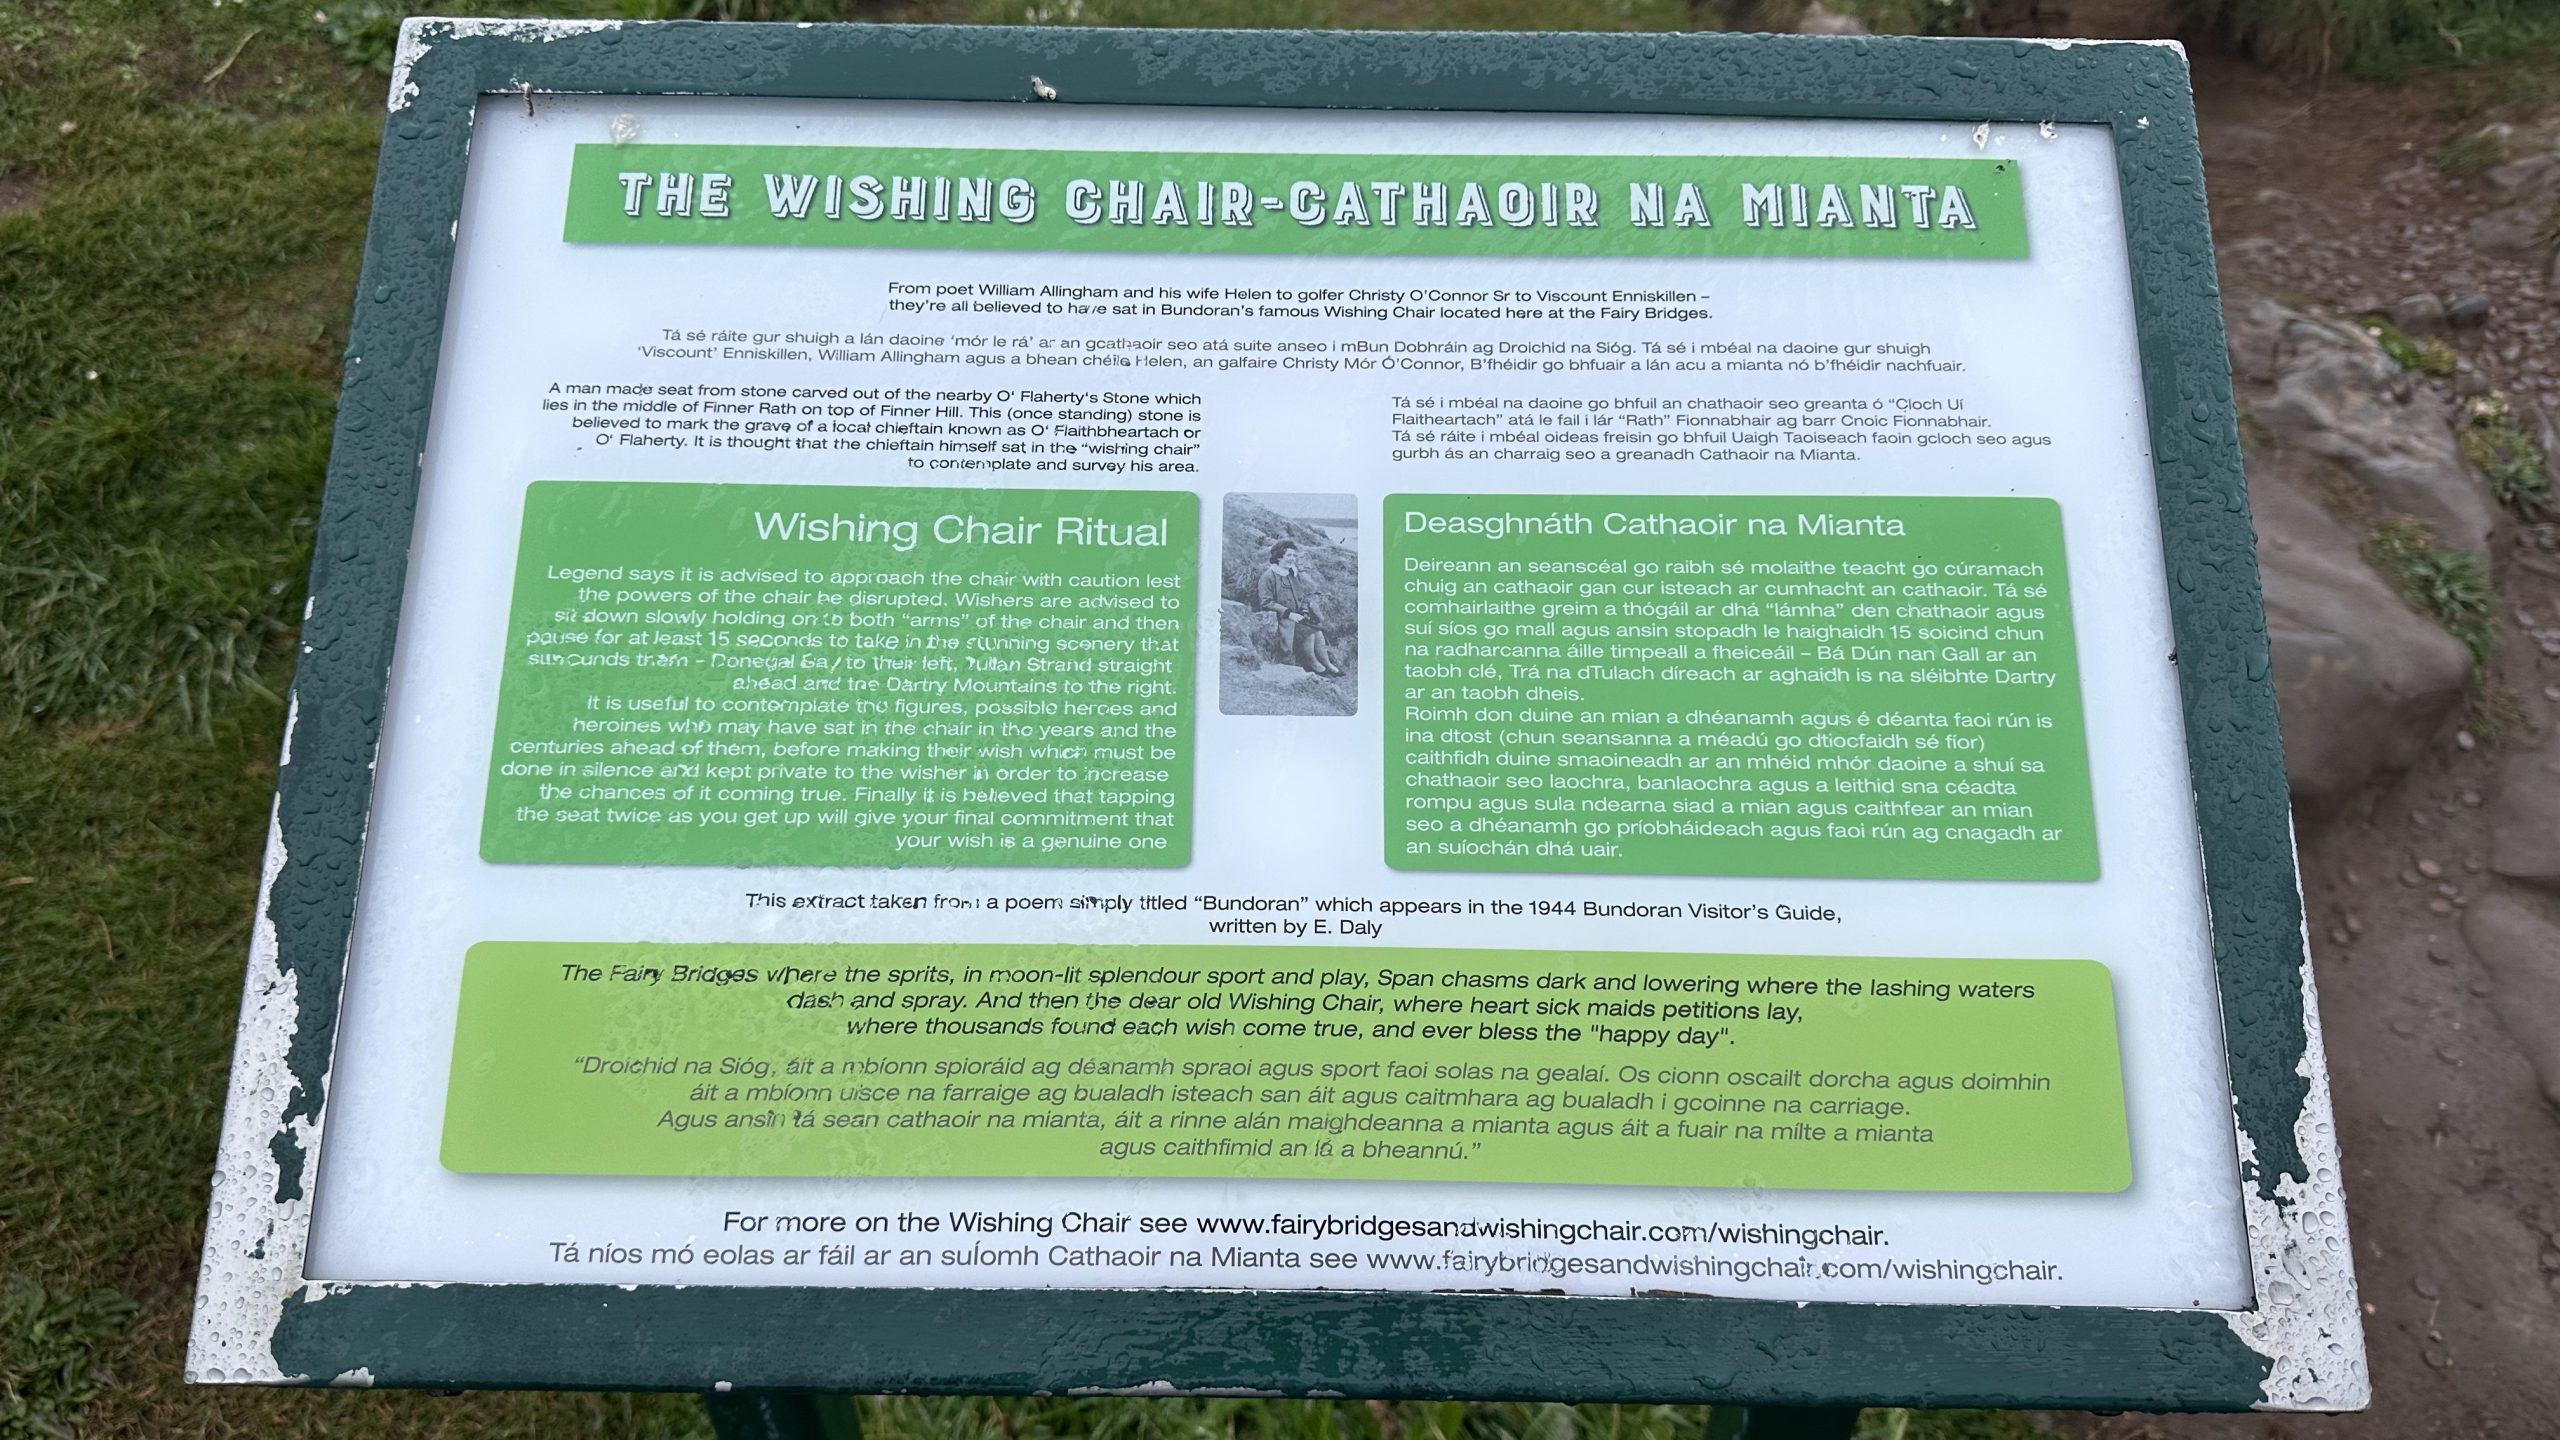 THE WISHING CHAIR-CATHAOIR NA MIANTA
From poet William Allingham and his wife Helen to golfer Christy O'Connor Sr to Viscount Enniskillen –
they're all believed to have sat in Bundoran's famous Wishing Chair located here at the Fairy Bridges.
Tá sé ráite gur shuigh a lán daoine 'mór le rá' ar an gcathaoir seo atá suite anseo i mBun Dobhráin ag Droichid na Sióg. Tá sé i mbéal na daoine gur shuigh
'Viscount' Enniskillen, William Allingham agus a bhean chéile Helen, an galfaire Christy Mór Ó'Connor, B'fhéidir go bhfuair a lán acu a mianta nó b'fhéidir nachfuair.
A man made seat from stone carved out of the nearby O' Flaherty's Stone which
lies in the middle of Finner Rath on top of Finner Hill. This (once standing) stone is
believed to mark the grave of a local chieftain known as O' Flaithbheartach or
O' Flaherty. It is thought that the chieftain himself sat in the "wishing chair"
to contemplate and survey his area.
Tá sé i mbéal na daoine go bhfuil an chathaoir seo greanta ó "Cloch Uí
Flaitheartach" atá le fail i lár "Rath" Fionnabhair ag barr Cnoic Fionnabhair.
Tá sé ráite i mbéal oideas freisin go bhfuil Uaigh Taoiseach faoin gcloch seo agus
gurbh ás an charraig seo a greanadh Cathaoir na Mianta.
Wishing Chair Ritual
Legend says it is advised to approach the chair with caution lest
the powers of the chair be disrupted. Wishers are advised to
sit down slowly holding on to both "arms" of the chair and then
pause for at least 15 seconds to take in the stunning scenery that
surrounds them – Donegal Bay to their left, Tullan Strand straight
ahead and the Dartry Mountains to the right.
It is useful to contemplate the figures, possible heroes and
heroines who may have sat in the chair in the years and the
centuries ahead of them, before making their wish which must be
done in silence and kept private to the wisher in order to increase
the chances of it coming true. Finally it is believed that tapping
the seat twice as you get up will give your final commitment that
your wish is a genuine one
Deasghnáth Cathaoir na Mianta
Deireann an seanscéal go raibh sé molaithe teacht go cúramach
chuig an cathaoir gan cur isteach ar cumhacht an cathaoir. Tá sé
comhairlaithe greim a thógáil ar dhá "lámha" den chathaoir agus
suí síos go mall agus ansin stopadh le haighaidh 15 soicind chun
na radharcanna áille timpeall a fheiceáil – Bá Dún nan Gall ar an
taobh clé, Trá na dTulach díreach ar aghaidh is na sléibhte Dartry
ar an taobh dheis.
Roimh don duine an mian a dhéanamh agus é déanta faoi rún is
ina dtost (chun seansanna a méadú go dtiocfaidh sé fíor)
caithfidh duine smaoineadh ar an mhéid mhór daoine a shuí sa
chathaoir seo laochra, banlaochra agus a leithid sna céadta
rompu agus sula ndearna siad a mian agus caithfear an mian
seo a dhéanamh go príobháideach agus faoi rún ag cnagadh ar
an suíochán dhá uair.
This extract taken from a poem simply titled "Bundoran" which appears in the 1944 Bundoran Visitor's Guide,
written by E. Daly
The Fairy Bridges where the sprits, in moon-lit splendour sport and play, Span chasms dark and lowering where the lashing waters
dash and spray. And then the dear old Wishing Chair, where heart sick maids petitions lay,
where thousands found each wish come true, and ever bless the "happy day".
"Droichid na Sióg, áit a mbíonn spioráid ag déanamh spraoi agus sport faoi solas na gealaí. Os cionn oscailt dorcha agus doimhin
áit a mbíonn uisce na farraige ag bualadh isteach san áit agus caitmhara ag bualadh i gcoinne na carriage.
Agus ansin tá sean cathaoir na mianta, áit a rinne alán maighdeanna a mianta agus áit a fuair na mílte a mianta
agus caithfimid an lá a bheannú."
For more on the Wishing Chair see www.fairybridgesandwishingchair.com/wishingchair.
Tá níos mó eolas ar fáil ar an suÍomh Cathaoir na Mianta see www.fairybridgesandwishingchair.com/wishingchair.